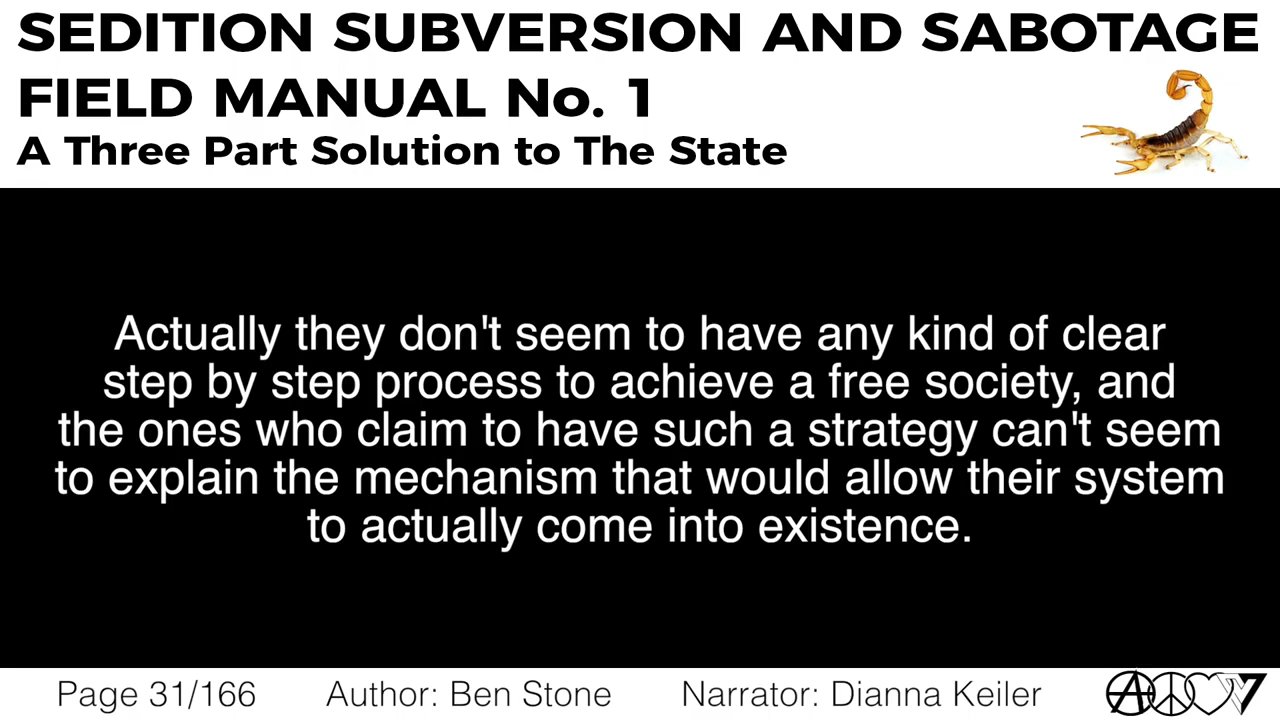 SEDITION SUBVERSION AND SABOTAGE
FIELD MANUAL No. 1
A Three Part Solution to The State
Actually they don't seem to have any kind of clear
step by step process to achieve a free society, and
the ones who claim to have such a strategy can't seem
to explain the mechanism that would allow their system
to actually come into existence.
Page 31/166 Author: Ben Stone Narrator: Dianna Keiler